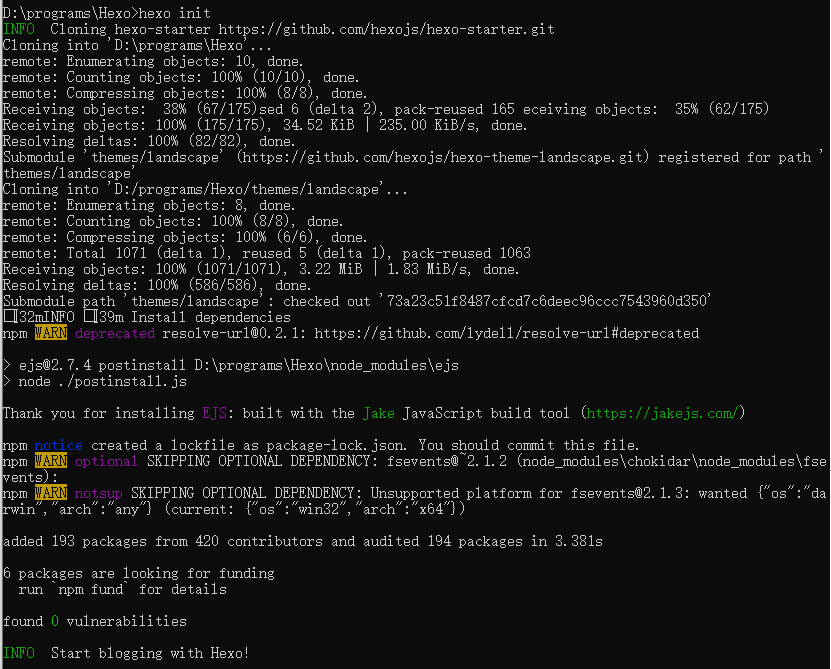 D:\programs\Hexo>hexo init
INFO  Cloning hexo-starter https://github.com/hexojs/hexo-starter.git
Cloning into 'D:\programs\Hexo'...
remote: Enumerating objects: 10, done.
remote: Counting objects: 100% (10/10), done.
remote: Compressing objects: 100% (8/8), done.
Receiving objects:  38% (67/175)sed 6 (delta 2), pack-reused 165 eceiving objects:  35% (62/175)
Receiving objects: 100% (175/175), 34.52 KiB | 235.00 KiB/s, done.
Resolving deltas: 100% (82/82), done.
Submodule 'themes/landscape' (https://github.com/hexojs/hexo-theme-landscape.git) registered for path '
themes/landscape'
Cloning into 'D:/programs/Hexo/themes/landscape'...
remote: Enumerating objects: 8, done.
remote: Counting objects: 100% (8/8), done.
remote: Compressing objects: 100% (6/6), done.
remote: Total 1071 (delta 1), reused 5 (delta 1), pack-reused 1063
Receiving objects: 100% (1071/1071), 3.22 MiB | 1.83 MiB/s, done.
Resolving deltas: 100% (586/586), done.
Submodule path 'themes/landscape': checked out '73a23c51f8487cfcd7c6deec96ccc7543960d350'
[32mINFO [39m Install dependencies
npm WARN deprecated resolve-url@0.2.1: https://github.com/lydell/resolve-url#deprecated
> ejs@2.7.4 postinstall D:\programs\Hexo\node_modules\ejs
> node ./postinstall.js
Thank you for installing EJS: built with the Jake JavaScript build tool (https://jakejs.com/)
npm notice created a lockfile as package-lock.json. You should commit this file.
npm WARN optional SKIPPING OPTIONAL DEPENDENCY: fsevents@~2.1.2 (node_modules\chokidar\node_modules\fse
vents):
npm WARN notsup SKIPPING OPTIONAL DEPENDENCY: Unsupported platform for fsevents@2.1.3: wanted {"os":"da
rwin","arch":"any"} (current: {"os":"win32","arch":"x64"})
added 193 packages from 420 contributors and audited 194 packages in 3.381s
6 packages are looking for funding
  run `npm fund` for details
found 0 vulnerabilities
INFO  Start blogging with Hexo!